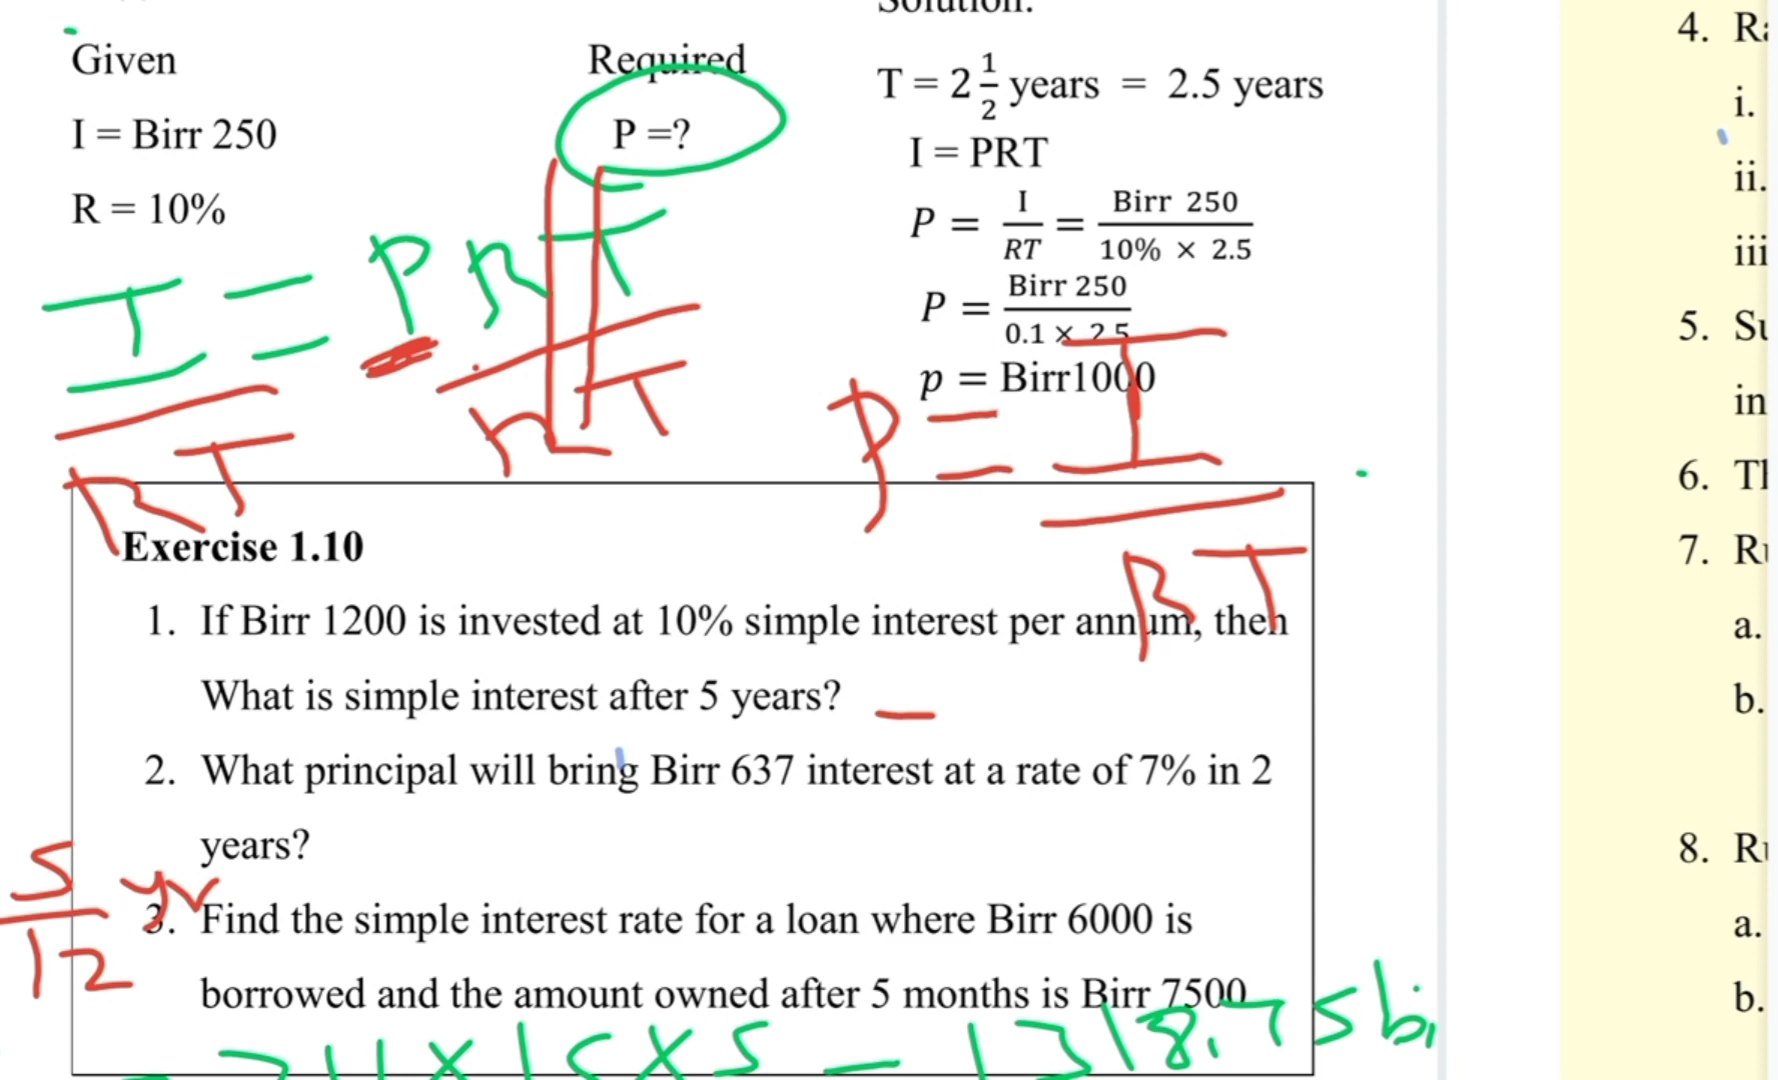 Solution:
Given
Required
I = Birr 250
P =?
R = 10%
T = 2 1/2 years = 2.5 years
I = PRT
P = I/RT = Birr 250/10% × 2.5
P = Birr 250/0.1 × 2.5
p = Birr1000
I = PRT
RT
RT
P = I/RT
Exercise 1.10
1. If Birr 1200 is invested at 10% simple interest per annum, then
What is simple interest after 5 years?
2. What principal will bring Birr 637 interest at a rate of 7% in 2
years?
5/12 yr
3. Find the simple interest rate for a loan where Birr 6000 is
borrowed and the amount owned after 5 months is Birr 7500
4.
i.
ii.
iii
5.
in
6.
7.
a.
b.
8.
a.
b.